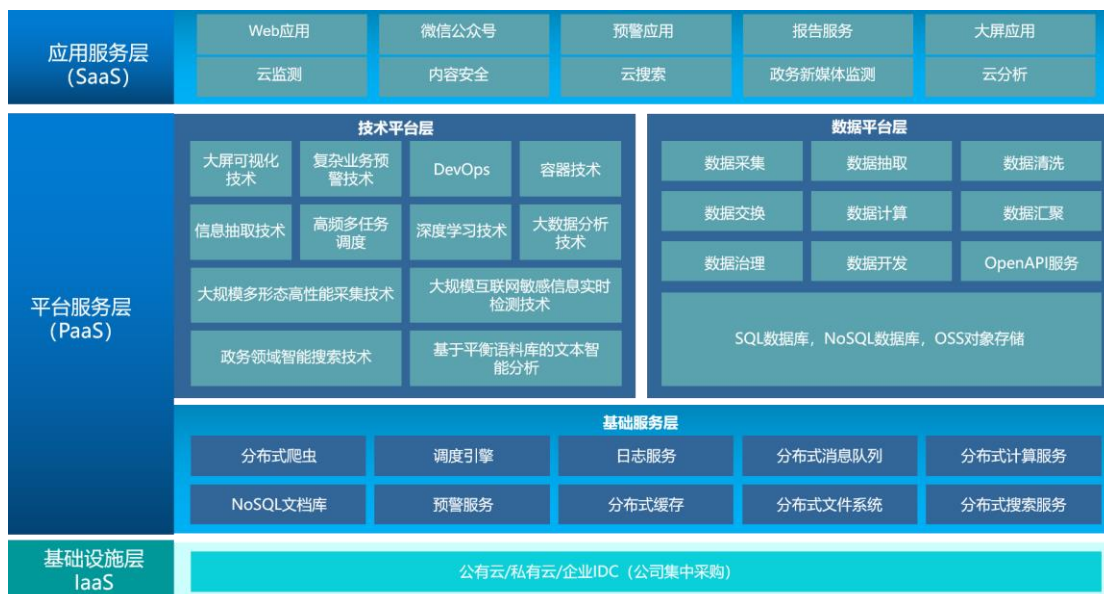 应用服务层
(SaaS)
Web应用
微信公众号
预警应用
报告服务
大屏应用
云监测
内容安全
云搜索
政务新媒体监测
云分析
平台服务层
(PaaS)
技术平台层
大屏可视化
技术
复杂业务预
警技术
DevOps
容器技术
信息抽取技术
高频多任务
调度
深度学习技术
大数据分析
技术
大规模多形态高性能采集技术
大规模互联网敏感信息实时
检测技术
政务领域智能搜索技术
基于平衡语料库的文本智
能分析
数据平台层
数据采集
数据抽取
数据清洗
数据交换
数据计算
数据汇聚
数据治理
数据开发
OpenAPI服务
SQL数据库，NoSQL数据库，OSS对象存储
基础服务层
分布式爬虫
调度引擎
日志服务
分布式消息队列
分布式计算服务
NoSQL文档库
预警服务
分布式缓存
分布式文件系统
分布式搜索服务
基础设施层
IaaS
公有云/私有云/企业IDC（公司集中采购）